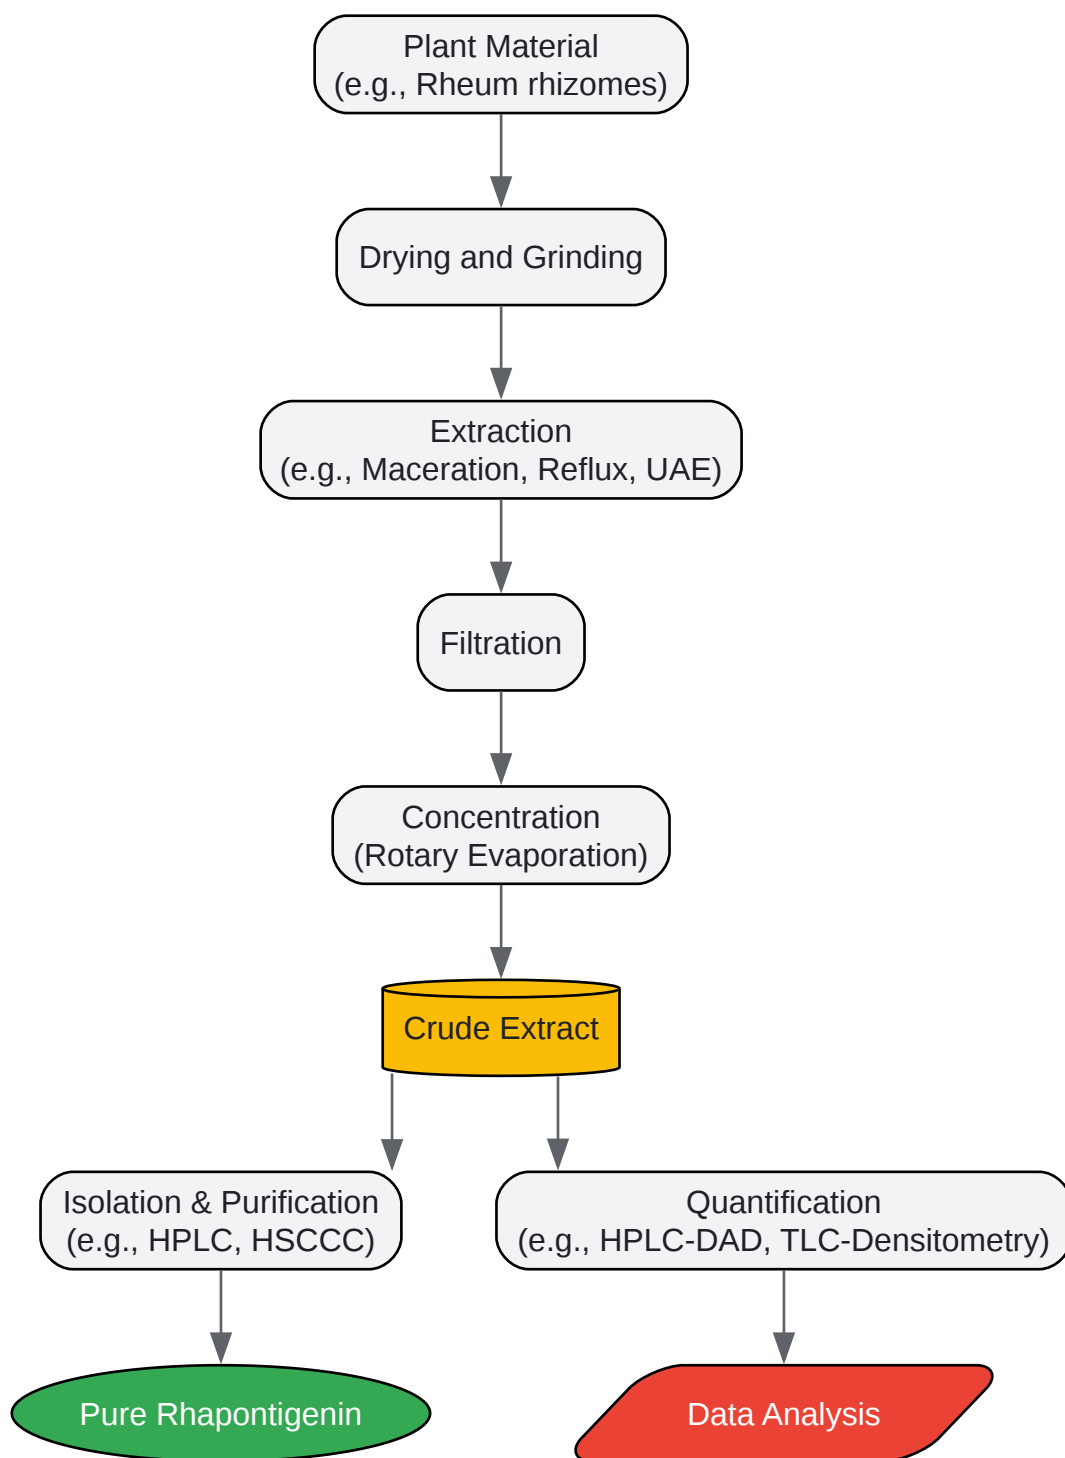 Plant Material
(e.g., Rheum rhizomes)
Drying and Grinding
Extraction
(e.g., Maceration, Reflux, UAE)
Filtration
Concentration
(Rotary Evaporation)
Crude Extract
Isolation & Purification
(e.g., HPLC, HSCCC)
Quantification
(e.g., HPLC-DAD, TLC-Densitometry)
Pure Rhapontigenin
Data Analysis